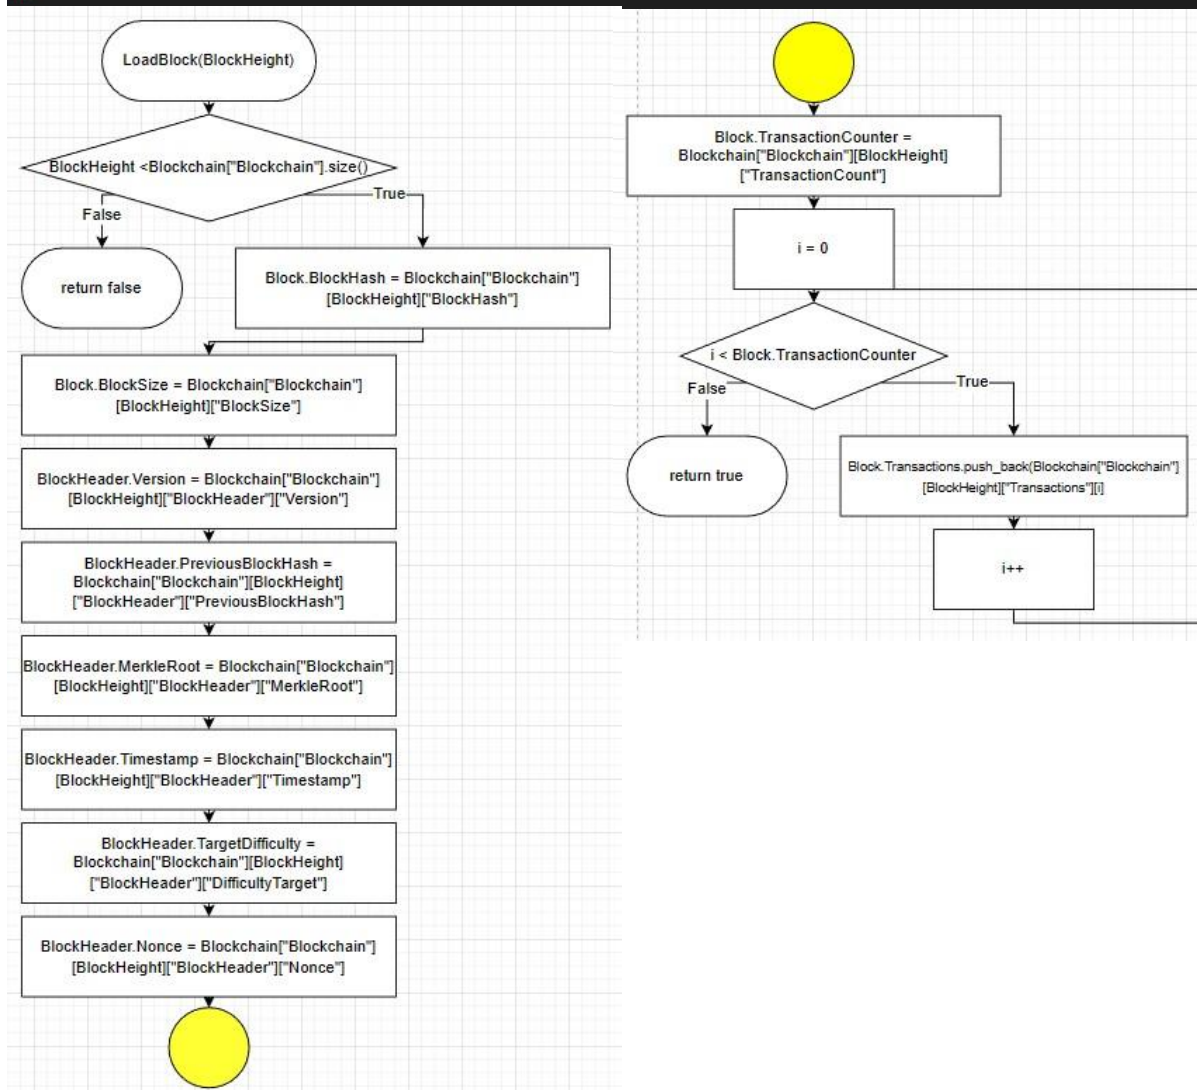 LoadBlock(BlockHeight)
BlockHeight <Blockchain["Blockchain"].size()
True
False
return false
Block.BlockHash = Blockchain["Blockchain"]
[BlockHeight]["BlockHash"]
Block.BlockSize = Blockchain["Blockchain"]
[BlockHeight]["BlockSize"]
BlockHeader.Version = Blockchain["Blockchain"]
[BlockHeight]["BlockHeader"]["Version"]
BlockHeader.PreviousBlockHash =
Blockchain["Blockchain"][BlockHeight]
["BlockHeader"]["PreviousBlockHash"]
BlockHeader.MerkleRoot = Blockchain["Blockchain"]
[BlockHeight]["BlockHeader"]["MerkleRoot"]
BlockHeader.Timestamp = Blockchain["Blockchain"]
[BlockHeight]["BlockHeader"]["Timestamp"]
BlockHeader.TargetDifficulty =
Blockchain["Blockchain"][BlockHeight]
["BlockHeader"]["DifficultyTarget"]
BlockHeader.Nonce = Blockchain["Blockchain"]
[BlockHeight]["BlockHeader"]["Nonce"]
Block.TransactionCounter =
Blockchain["Blockchain"][BlockHeight]
["TransactionCount"]
i = 0
i < Block.TransactionCounter
True
False
return true
Block.Transactions.push_back(Blockchain["Blockchain"]
[BlockHeight]["Transactions"][i]
i++